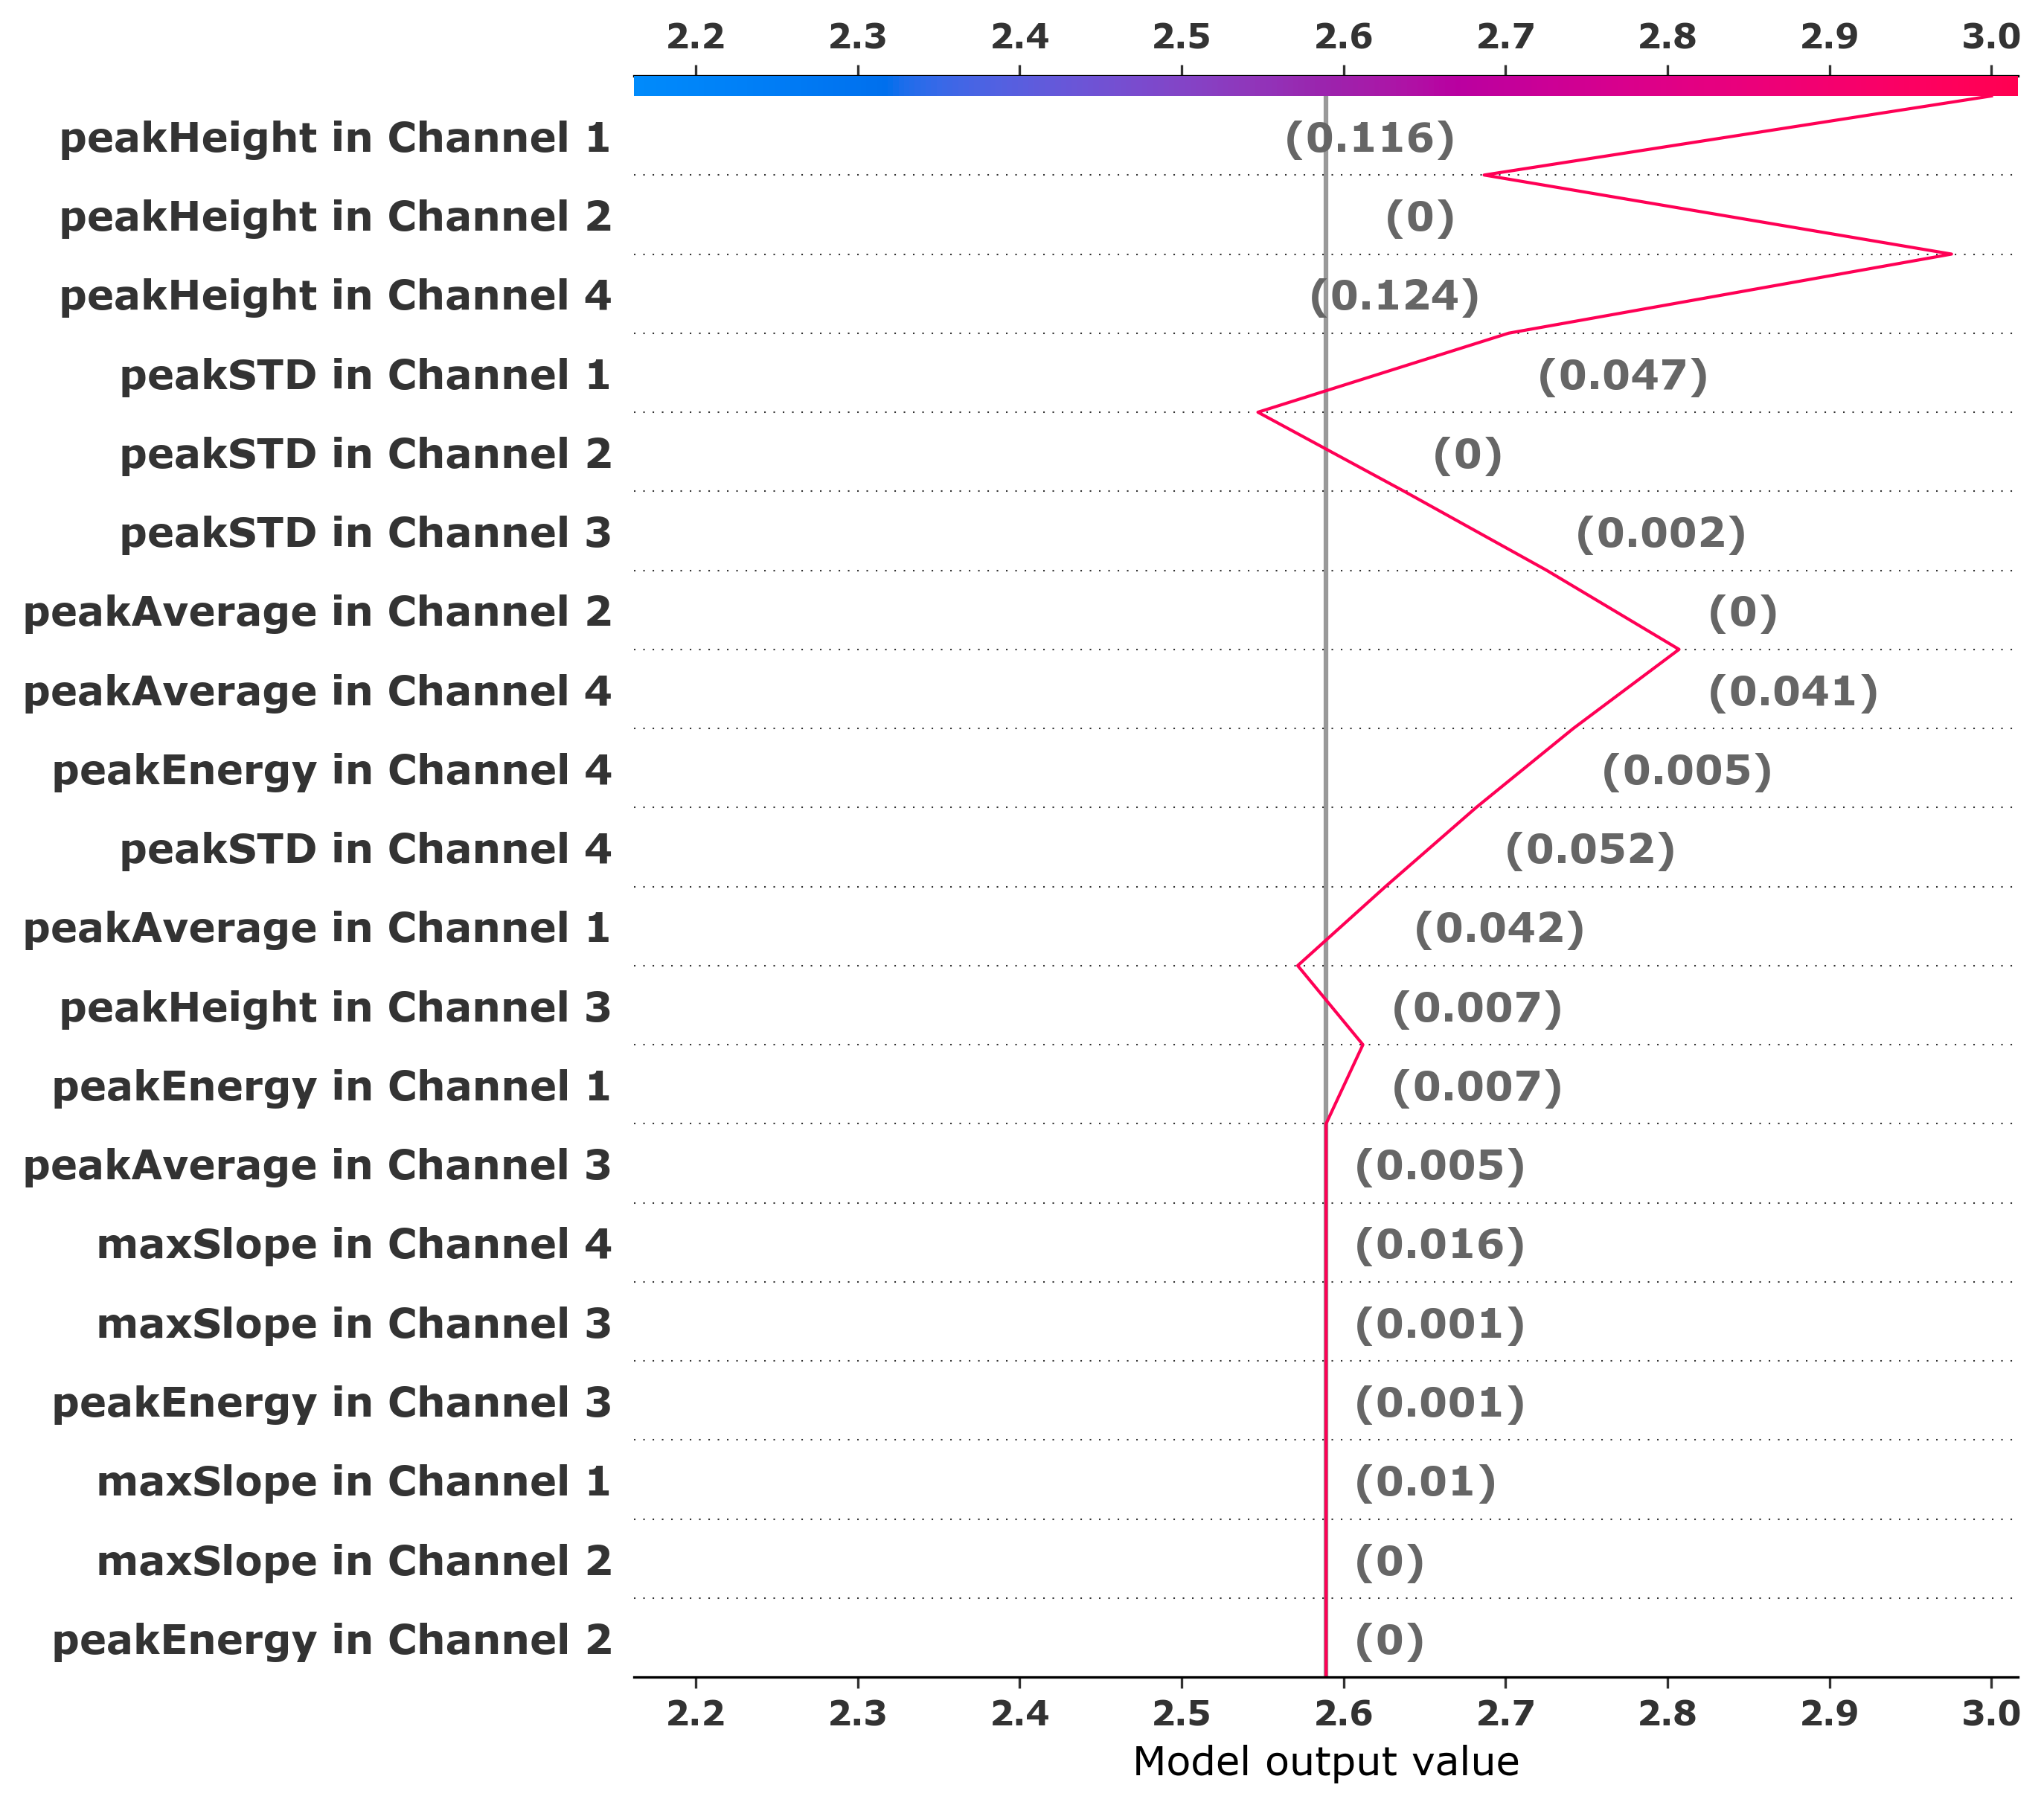 2.2 2.3 2.4 2.5 2.6 2.7 2.8 2.9 3.0
peakHeight in Channel 1 (0.116)
peakHeight in Channel 2 (0)
peakHeight in Channel 4 (0.124)
peakSTD in Channel 1 (0.047)
peakSTD in Channel 2 (0)
peakSTD in Channel 3 (0.002)
peakAverage in Channel 2 (0)
peakAverage in Channel 4 (0.041)
peakEnergy in Channel 4 (0.005)
peakSTD in Channel 4 (0.052)
peakAverage in Channel 1 (0.042)
peakHeight in Channel 3 (0.007)
peakEnergy in Channel 1 (0.007)
peakAverage in Channel 3 (0.005)
maxSlope in Channel 4 (0.016)
maxSlope in Channel 3 (0.001)
peakEnergy in Channel 3 (0.001)
maxSlope in Channel 1 (0.01)
maxSlope in Channel 2 (0)
peakEnergy in Channel 2 (0)
2.2 2.3 2.4 2.5 2.6 2.7 2.8 2.9 3.0
Model output value